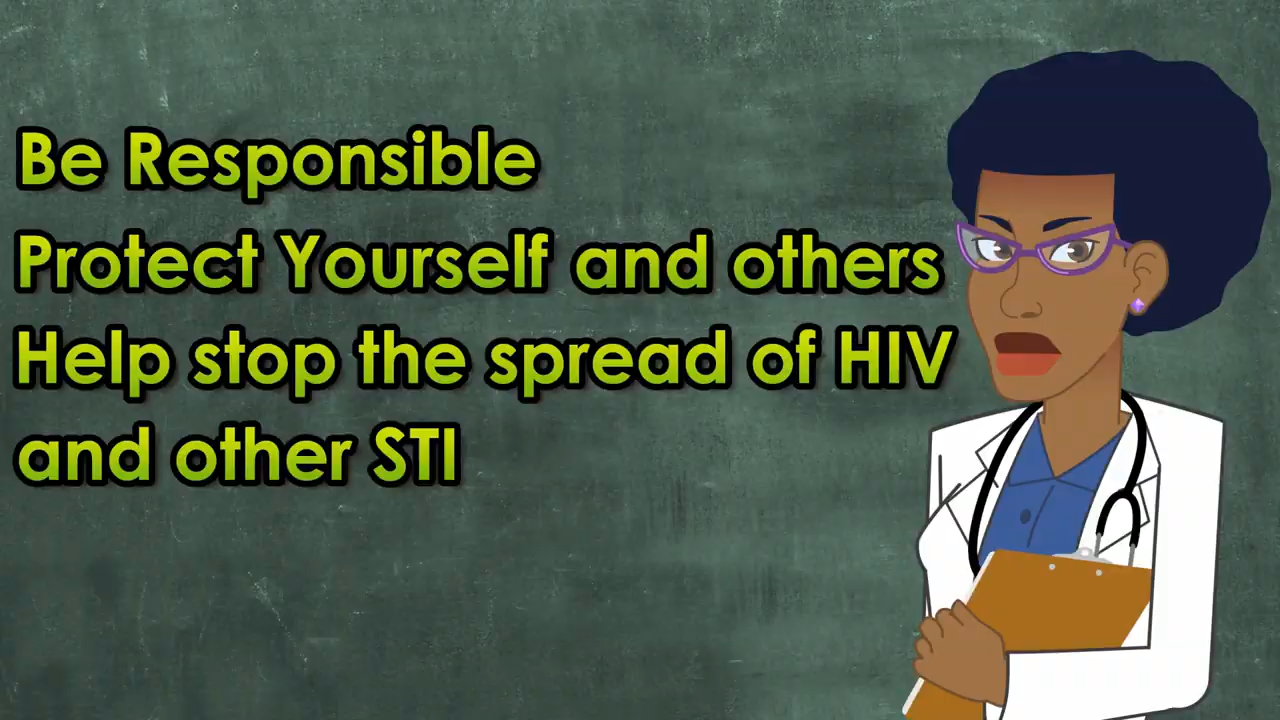 Be Responsible
Protect Yourself and others
Help stop the spread of HIV
and other STI